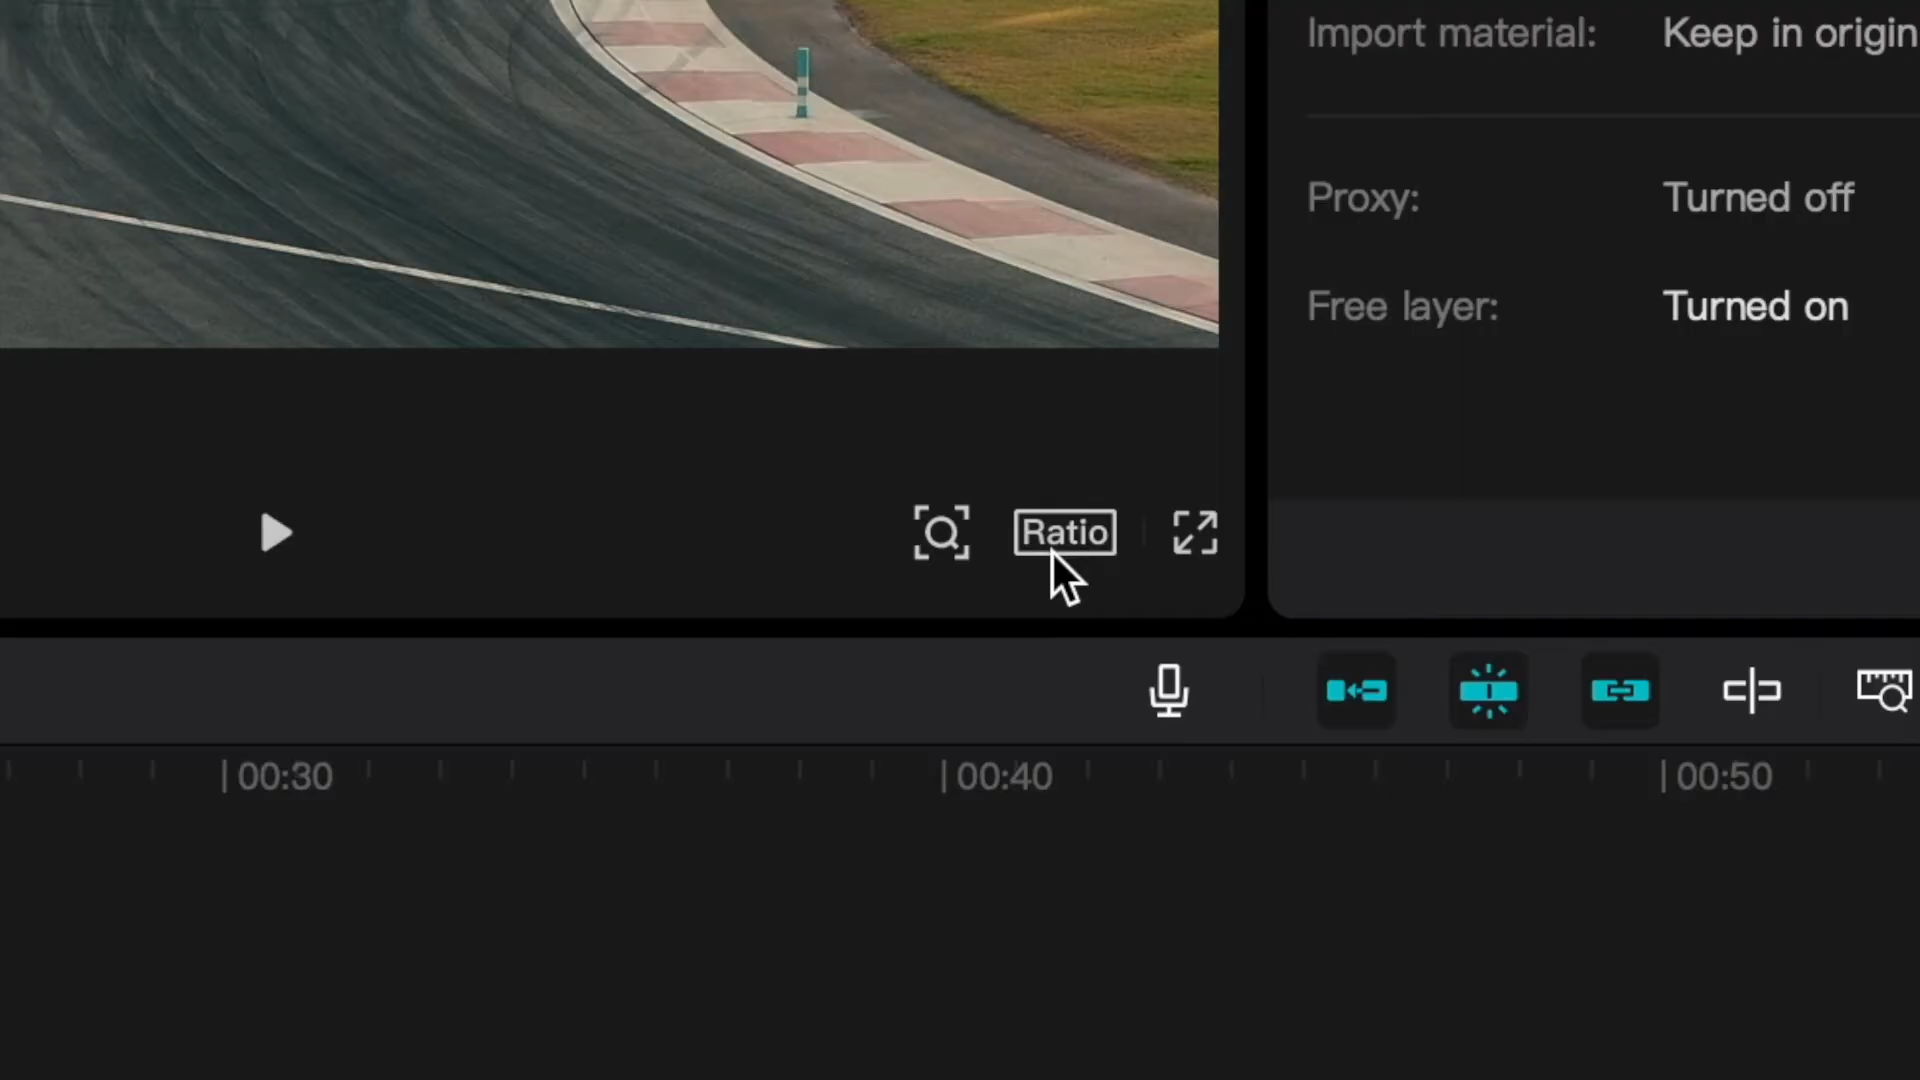 Import material: Keep in origin
Proxy: Turned off
Free layer: Turned on
Ratio
00:30 00:40 00:50